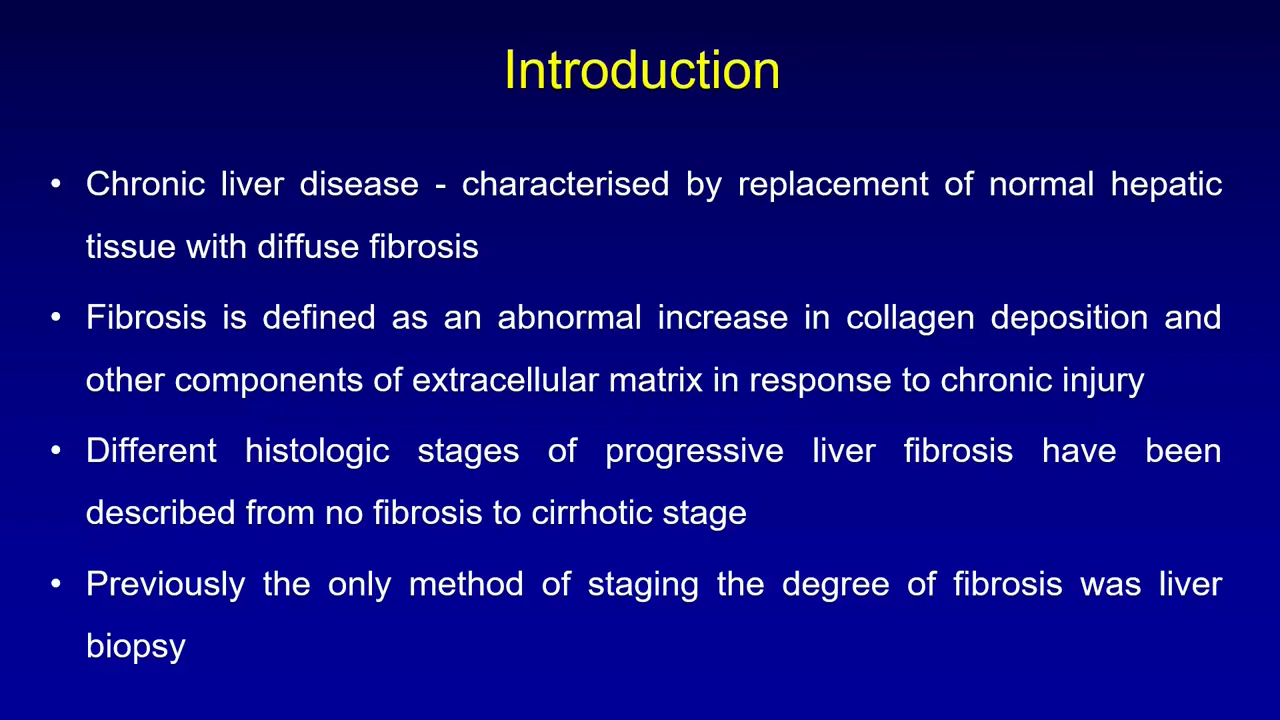 Introduction
• Chronic liver disease - characterised by replacement of normal hepatic
tissue with diffuse fibrosis
• Fibrosis is defined as an abnormal increase in collagen deposition and
other components of extracellular matrix in response to chronic injury
• Different histologic stages of progressive liver fibrosis have been
described from no fibrosis to cirrhotic stage
• Previously the only method of staging the degree of fibrosis was liver
biopsy